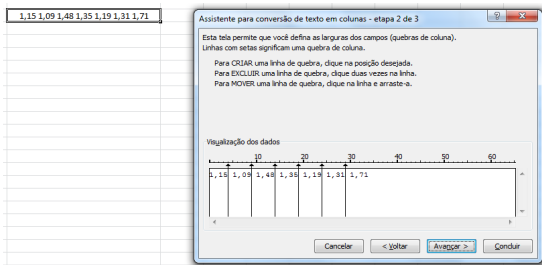 1,15 1,09 1,48 1,35 1,19 1,31 1,71
Assistente para conversão de texto em colunas - etapa 2 de 3
Esta tela permite que você defina as larguras dos campos (quebras de coluna).
Linhas com setas significam uma quebra de coluna.
Para CRIAR uma linha de quebra, clique na posição desejada.
Para EXCLUIR uma linha de quebra, clique duas vezes na linha.
Para MOVER uma linha de quebra, clique na linha e arraste-a.
Visualização dos dados
10 20 30 40 50 60
1,15 1,09 1,48 1,35 1,19 1,31 1,71
Cancelar < Voltar Avançar > Concluir